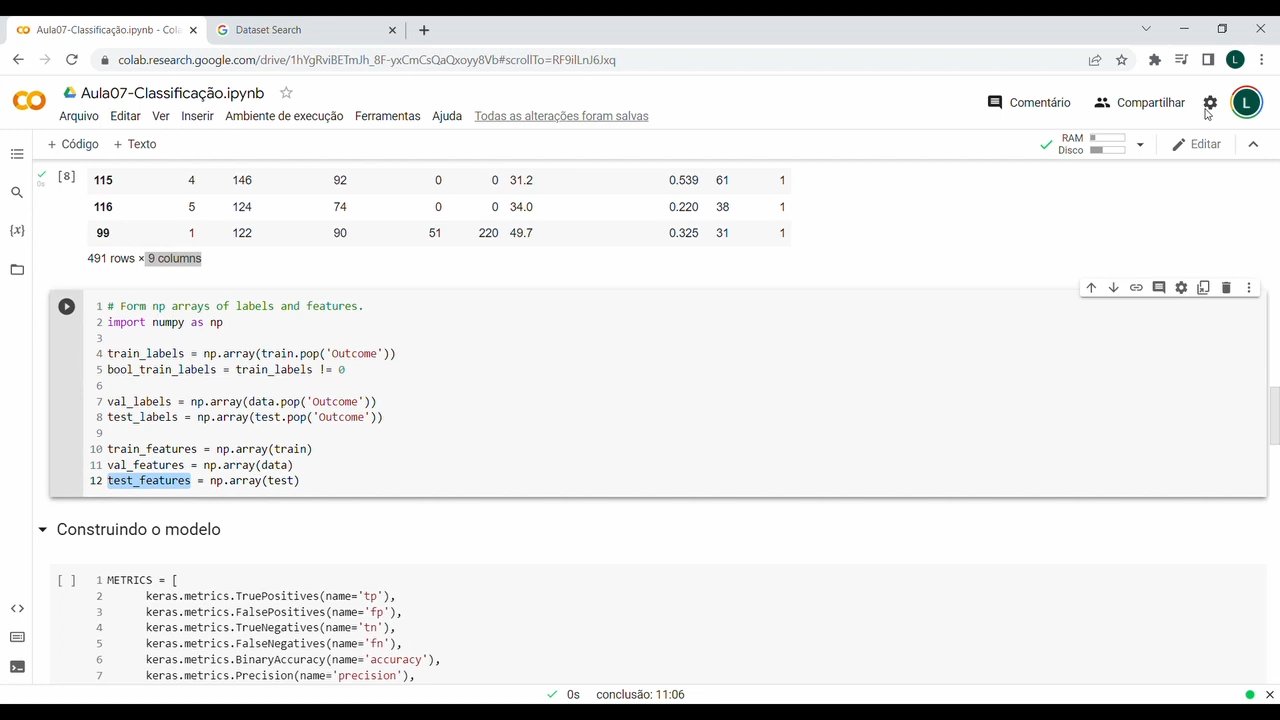 Aula07-Classificação.ipynb - Col
Dataset Search
colab.research.google.com/drive/1hYgRviBETmJh_8F-yxCmCsQaQxoyy8Vb#scrollTo=RF9ilLnJ6Jxq
L
Aula07-Classificação.ipynb
Comentário
Compartilhar
L
Arquivo Editar Ver Inserir Ambiente de execução Ferramentas Ajuda Todas as alterações foram salvas
+ Código + Texto
RAM
Disco
Editar
{x}
0s
[8]
115 4 146 92 0 0 31.2 0.539 61 1
116 5 124 74 0 0 34.0 0.220 38 1
99 1 122 90 51 220 49.7 0.325 31 1
491 rows × 9 columns
1 # Form np arrays of labels and features.
2 import numpy as np
3
4 train_labels = np.array(train.pop('Outcome'))
5 bool_train_labels = train_labels != 0
6
7 val_labels = np.array(data.pop('Outcome'))
8 test_labels = np.array(test.pop('Outcome'))
9
10 train_features = np.array(train)
11 val_features = np.array(data)
12 test_features = np.array(test)
Construindo o modelo
[ ] 1 METRICS = [
2 keras.metrics.TruePositives(name='tp'),
3 keras.metrics.FalsePositives(name='fp'),
4 keras.metrics.TrueNegatives(name='tn'),
5 keras.metrics.FalseNegatives(name='fn'),
6 keras.metrics.BinaryAccuracy(name='accuracy'),
7 keras.metrics.Precision(name='precision'),
0s conclusão: 11:06